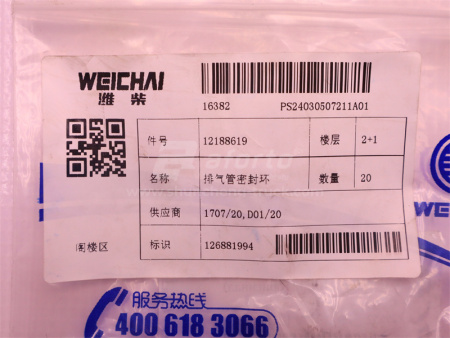 WEICHAI
潍柴
16382 PS24030507211A01
件号 12188619 楼层 2+1
名称 排气管密封环 数量 20
供应商 1707/20,D01/20
阁楼区 标识 126881994
WE
服务热线
400 618 3066